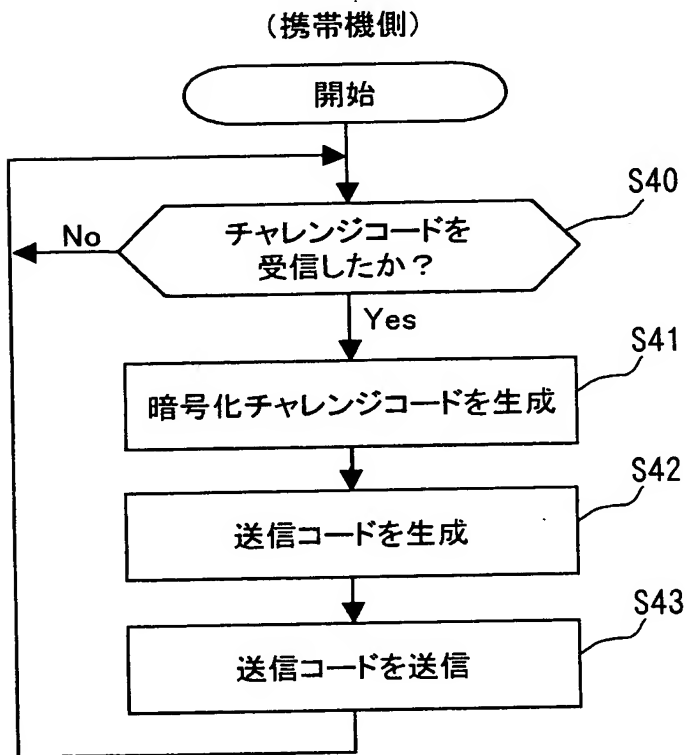 (携帯機側)
開始
S40
チャレンジコードを
受信したか?
No
Yes
S41
暗号化チャレンジコードを生成
S42
送信コードを生成
S43
送信コードを送信